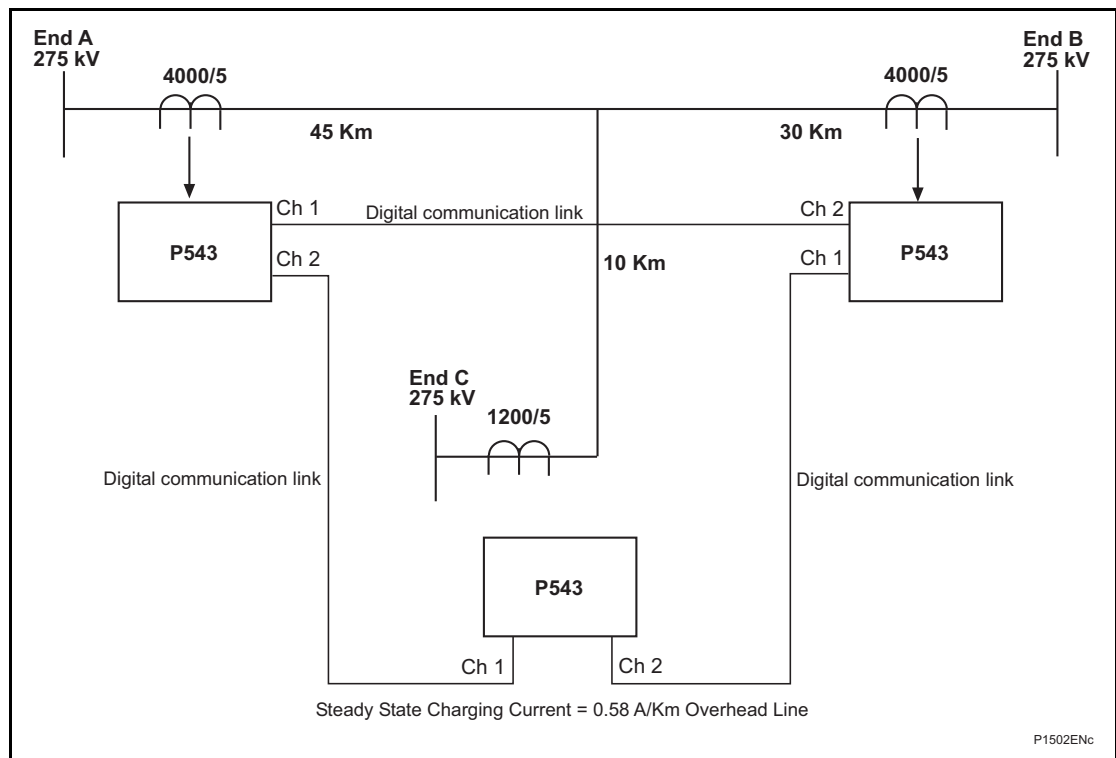 End A
275 kV
End B
275 kV
4000/5
4000/5
45 Km
30 Km
P543
Ch 1
Ch 2
Digital communication link
Ch 2
Ch 1
P543
10 Km
End C
275 kV
1200/5
Digital communication link
Digital communication link
P543
Ch 1
Ch 2
Steady State Charging Current = 0.58 A/Km Overhead Line
P1502ENc